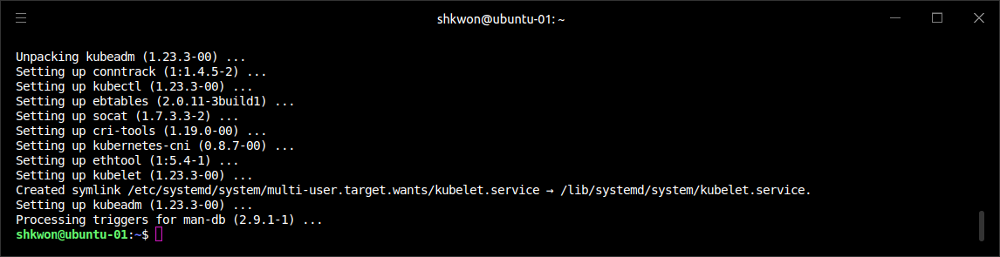 shkwon@ubuntu-01: ~
Unpacking kubeadm (1.23.3-00) ...
Setting up conntrack (1:1.4.5-2) ...
Setting up kubectl (1.23.3-00) ...
Setting up ebtables (2.0.11-3build1) ...
Setting up socat (1.7.3.3-2) ...
Setting up cri-tools (1.19.0-00) ...
Setting up kubernetes-cni (0.8.7-00) ...
Setting up ethtool (1:5.4-1) ...
Setting up kubelet (1.23.3-00) ...
Created symlink /etc/systemd/system/multi-user.target.wants/kubelet.service → /lib/systemd/system/kubelet.service.
Setting up kubeadm (1.23.3-00) ...
Processing triggers for man-db (2.9.1-1) ...
shkwon@ubuntu-01:~$